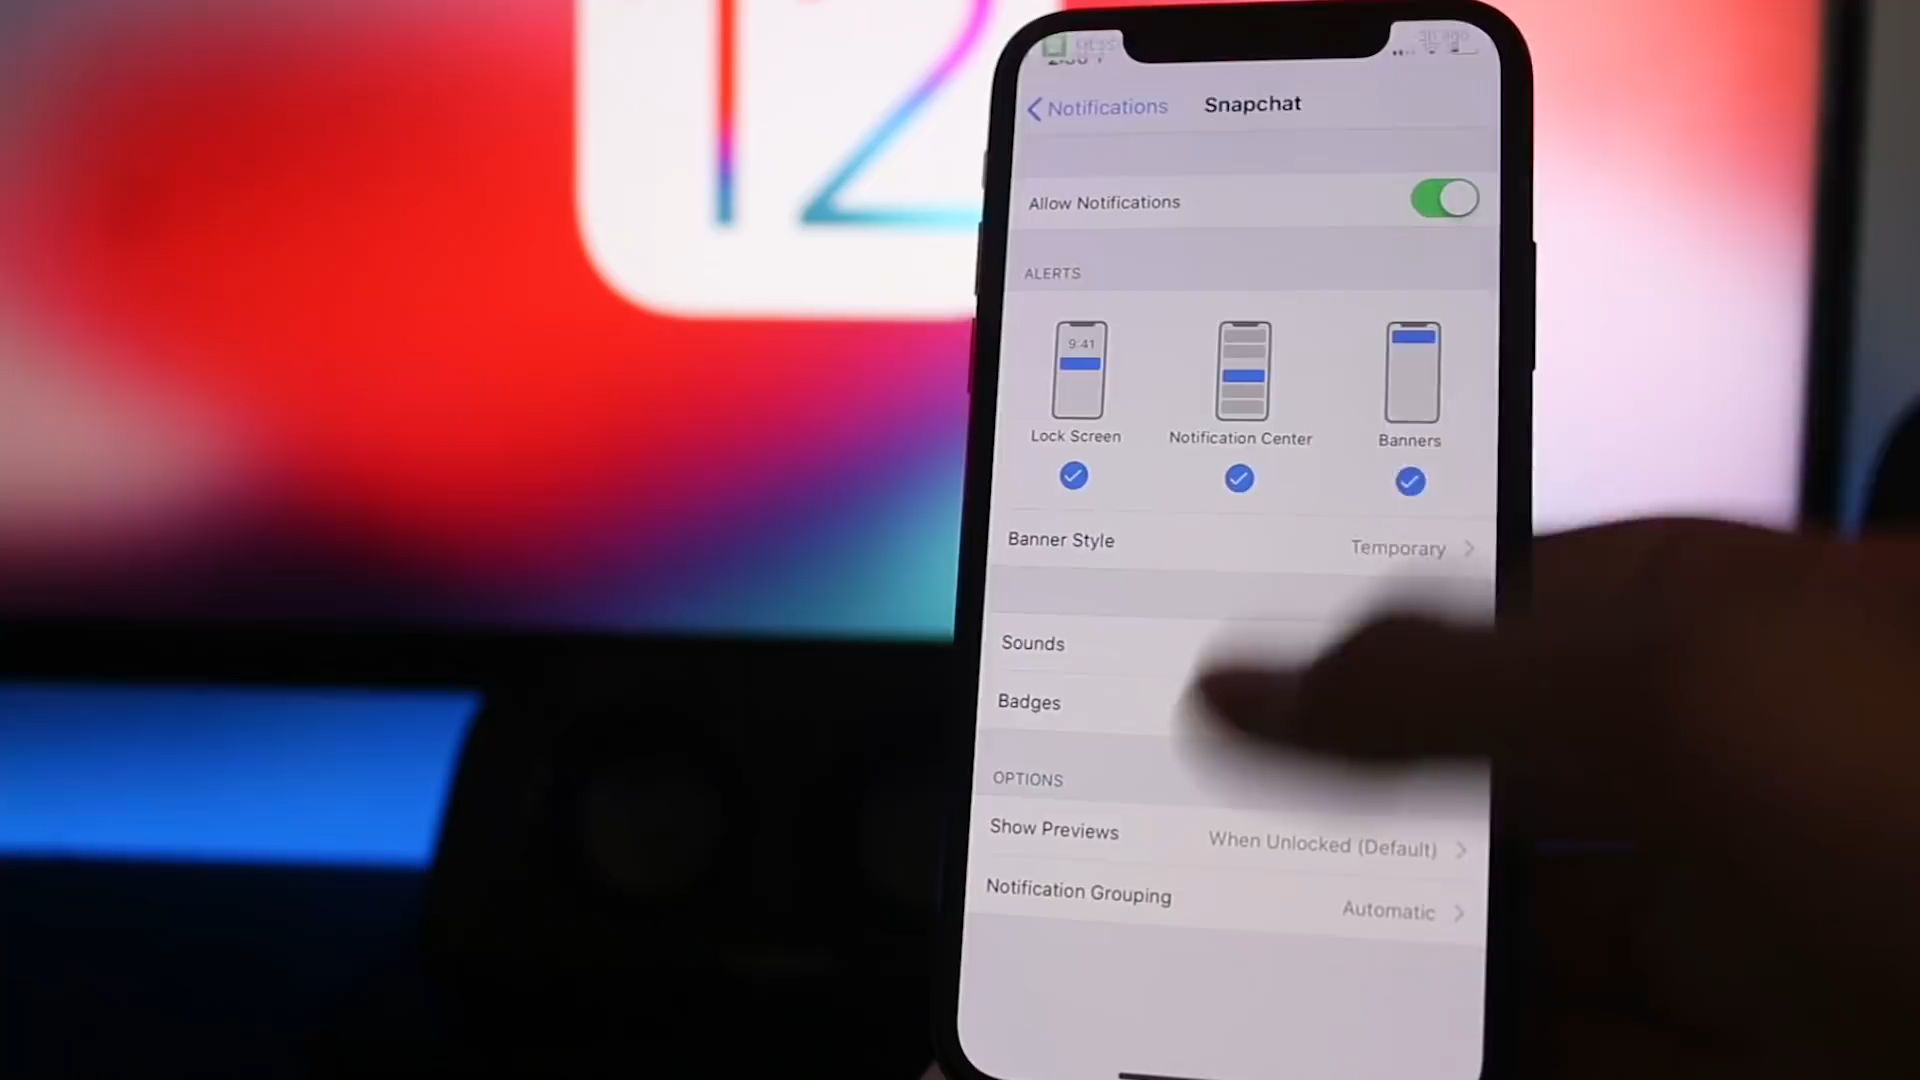 12
Notifications
Snapchat
Allow Notifications
ALERTS
9:41
Lock Screen
Notification Center
Banners
Banner Style
Temporary
Sounds
Badges
OPTIONS
Show Previews
When Unlocked (Default)
Notification Grouping
Automatic